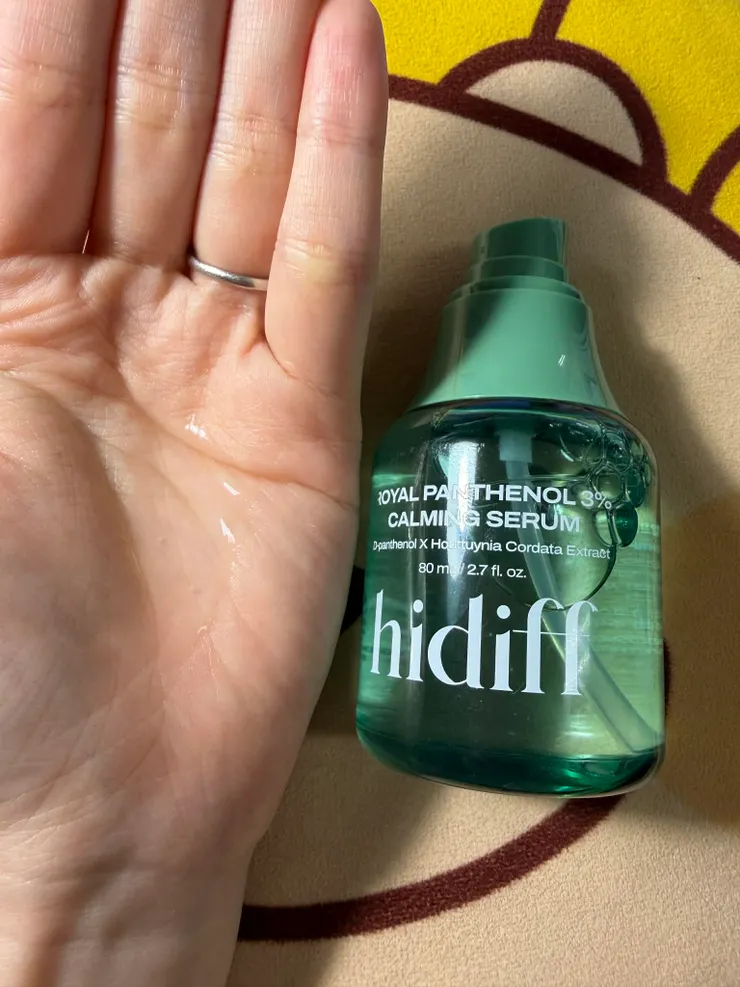 ROYAL PANTHENOL 3%
CALMING SERUM
D-panthenol X Houttuynia Cordata Extract
80 ml / 2.7 fl. oz.
hidiff